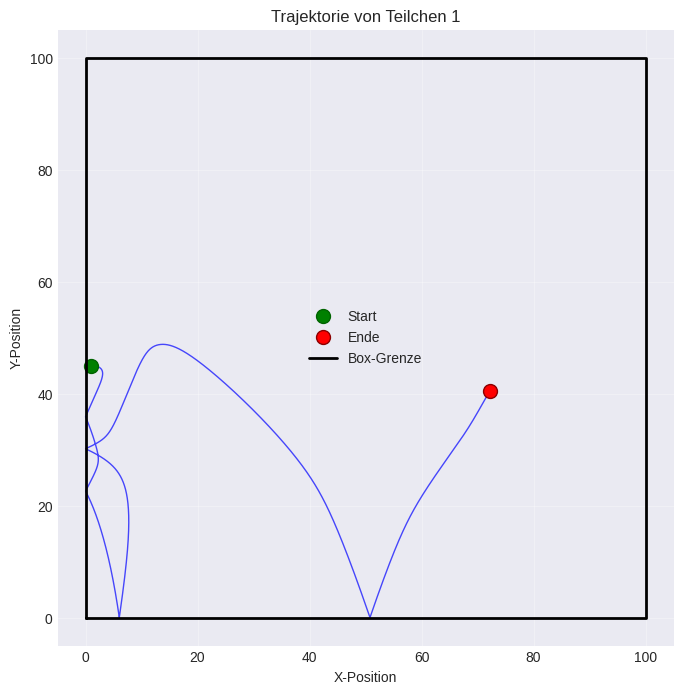 Trajektorie von Teilchen 1
100
80
60
40
20
0
Y-Position
Start
Ende
Box-Grenze
0 20 40 60 80 100
X-Position